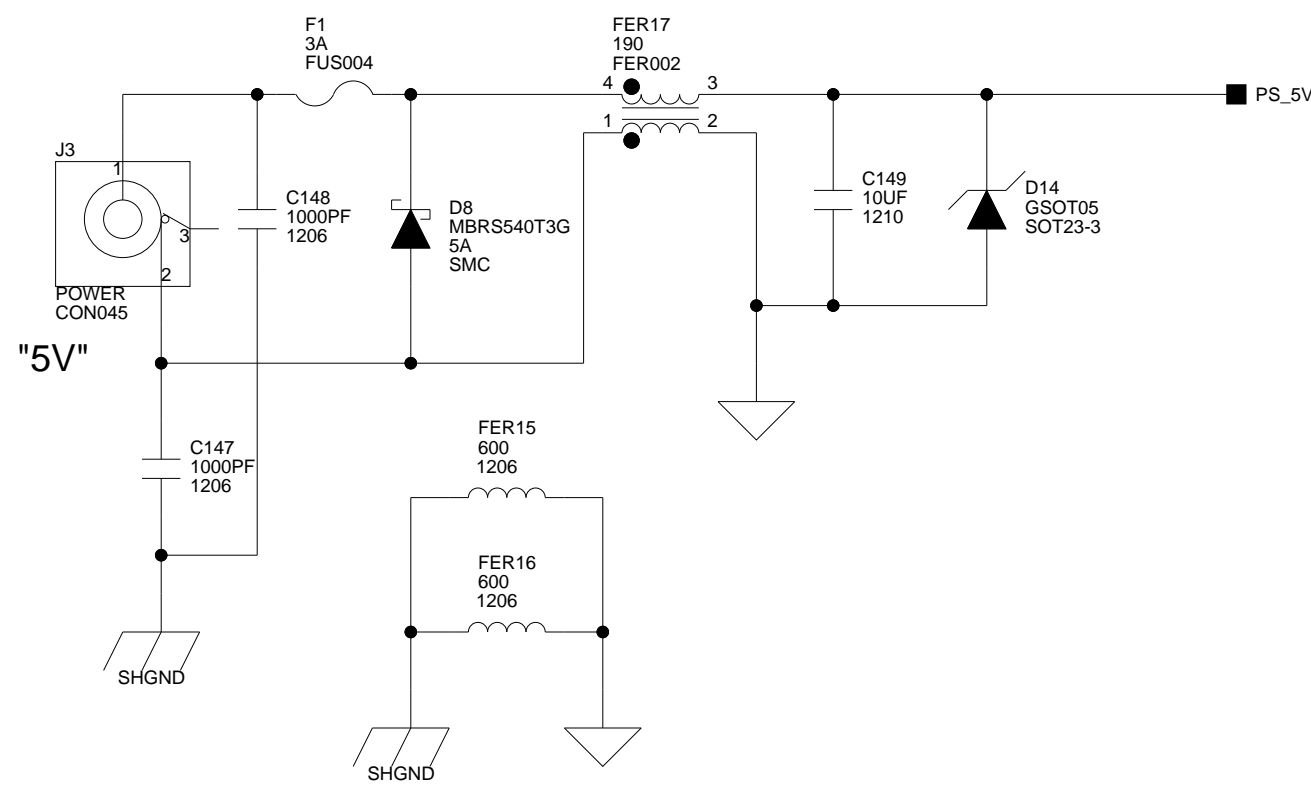 F1
3A
FUS004
FER17
190
FER002
4
3
1
2
PS_5V
J3
1
3
2
POWER
CON045
"5V"
C148
1000PF
1206
D8
MBRS540T3G
5A
SMC
C149
10UF
1210
D14
GSOT05
SOT23-3
C147
1000PF
1206
SHGND
FER15
600
1206
FER16
600
1206
SHGND